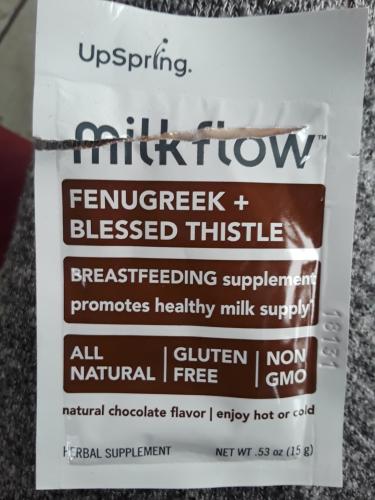 UpSpring.
milkflow™
FENUGREEK +
BLESSED THISTLE
BREASTFEEDING supplement
promotes healthy milk supply*
ALL NATURAL | GLUTEN FREE | NON GMO
natural chocolate flavor | enjoy hot or cold
HERBAL SUPPLEMENT NET WT .53 oz (15 g)
18131